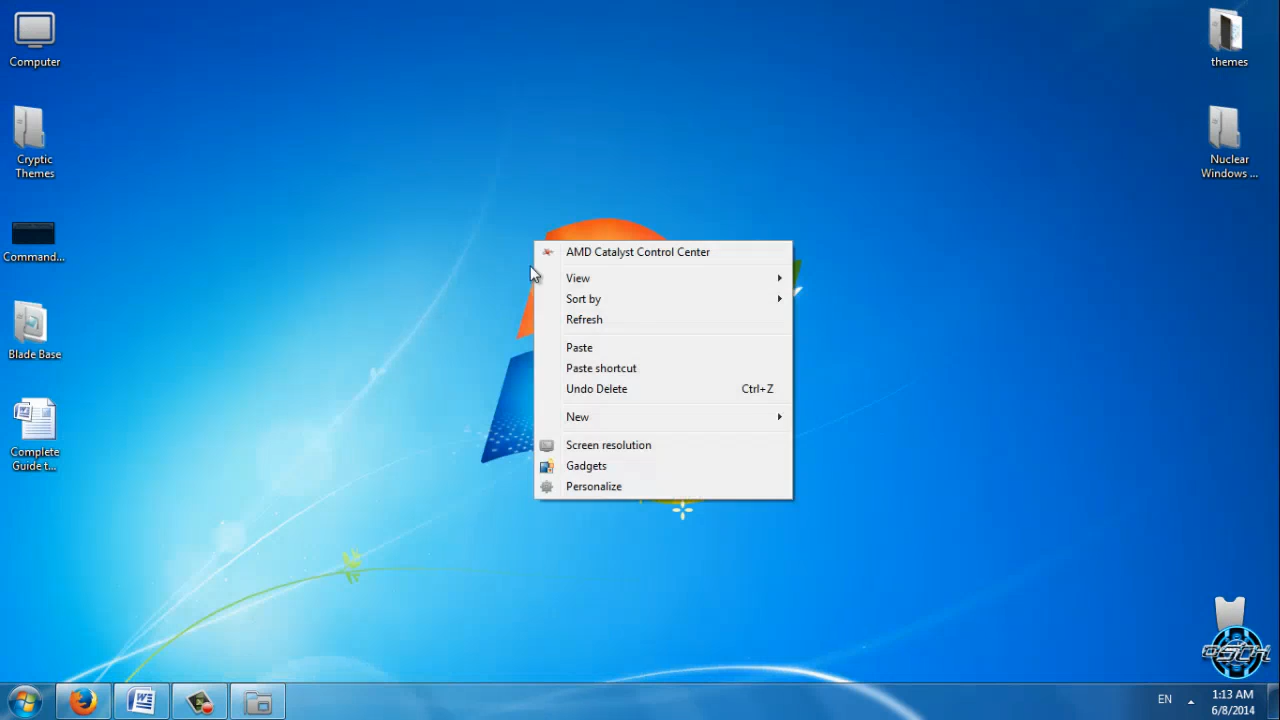 Computer
Cryptic
Themes
Command...
Blade Base
Complete
Guide t...
AMD Catalyst Control Center
View
Sort by
Refresh
Paste
Paste shortcut
Undo Delete Ctrl+Z
New
Screen resolution
Gadgets
Personalize
themes
Nuclear
Windows ...
EN
1:13 AM
6/8/2014